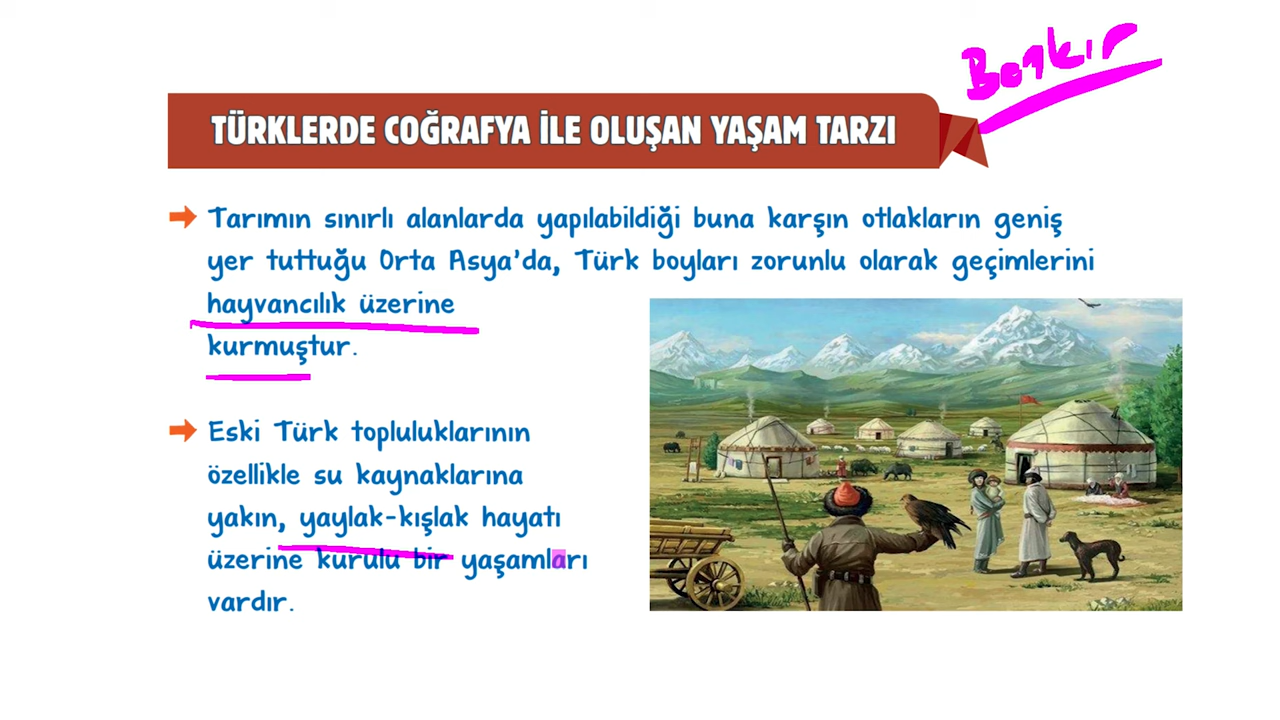 Bozkır
TÜRKLERDE COĞRAFYA İLE OLUŞAN YAŞAM TARZI
Tarımın sınırlı alanlarda yapılabildiği buna karşın otlakların geniş
yer tuttuğu Orta Asya'da, Türk boyları zorunlu olarak geçimlerini
hayvancılık üzerine
kurmuştur.
Eski Türk topluluklarının
özellikle su kaynaklarına
yakın, yaylak-kışlak hayatı
üzerine kurulu bir yaşamları
vardır.